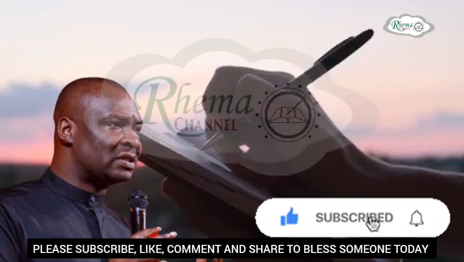 Rhema
Rhema
CHANNEL
SUBSCRIBED
PLEASE SUBSCRIBE, LIKE, COMMENT AND SHARE TO BLESS SOMEONE TODAY